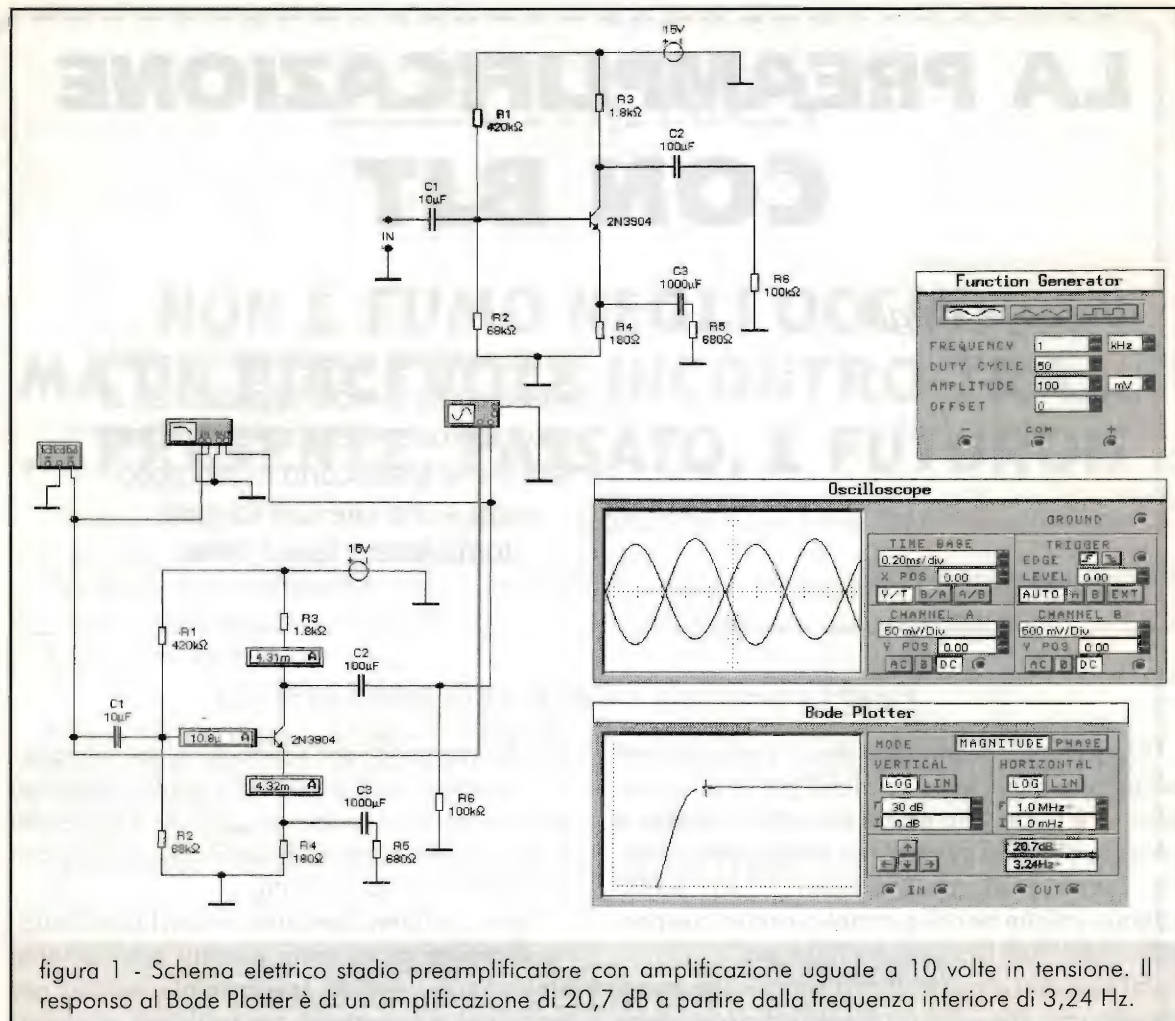 15V
R1
420kΩ
R3
1.8kΩ
C2
100µF
C1
10µF
2N3904
IN
R2
68kΩ
C3
1000µF
R4
180Ω
R5
680Ω
R6
100kΩ
Function Generator
FREQUENCY 1 kHz
DUTY CYCLE 50
AMPLITUDE 100 mV
OFFSET 0
- COM +
Oscilloscope
GROUND
TIME BASE
0.20ms/div
X POS 0.00
Y/T B/A A/B
TRIGGER
EDGE
LEVEL 0.00
AUTO A B EXT
CHANNEL A
50 mV/Div
Y POS 0.00
AC 0 DC
CHANNEL B
500 mV/Div
Y POS 0.00
AC 0 DC
15V
R1
420kΩ
R3
1.8kΩ
4.31m A
C2
100µF
C1
10µF
10.8µ A
2N3904
4.32m A
R2
68kΩ
C3
1000µF
R4
180Ω
R5
680Ω
R6
100kΩ
Bode Plotter
MODE MAGNITUDE PHASE
VERTICAL HORIZONTAL
LOG LIN LOG LIN
F 30 dB F 1.0 MHz
I 0 dB I 1.0 mHz
20.7dB
3.24Hz
IN OUT
figura 1 - Schema elettrico stadio preamplificatore con amplificazione uguale a 10 volte in tensione. Il
responso al Bode Plotter è di un amplificazione di 20,7 dB a partire dalla frequenza inferiore di 3,24 Hz.